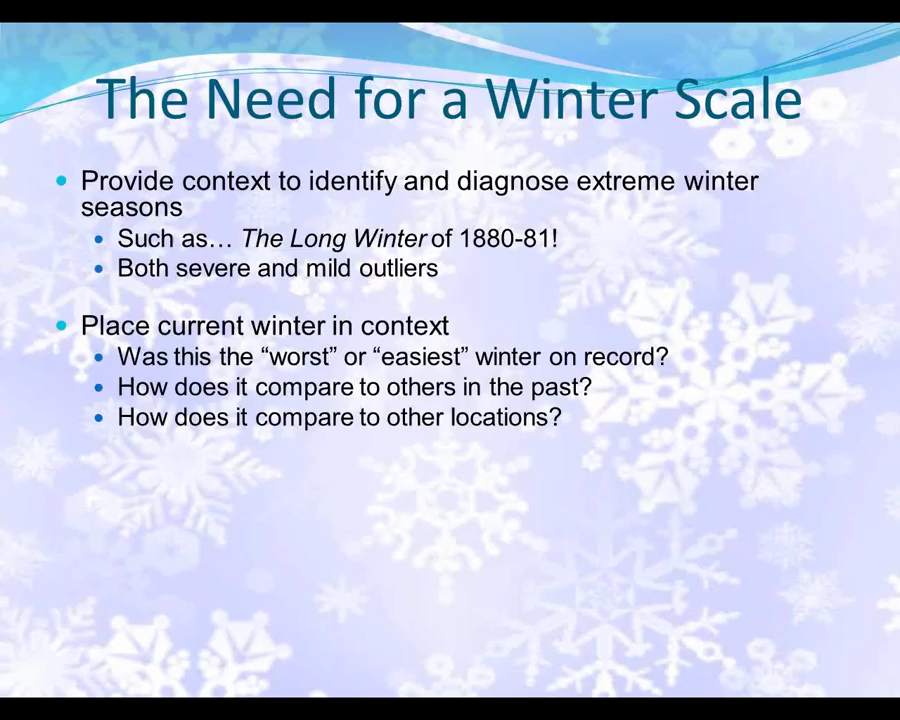 The Need for a Winter Scale
• Provide context to identify and diagnose extreme winter
seasons
• Such as… The Long Winter of 1880-81!
• Both severe and mild outliers
• Place current winter in context
• Was this the “worst” or “easiest” winter on record?
• How does it compare to others in the past?
• How does it compare to other locations?